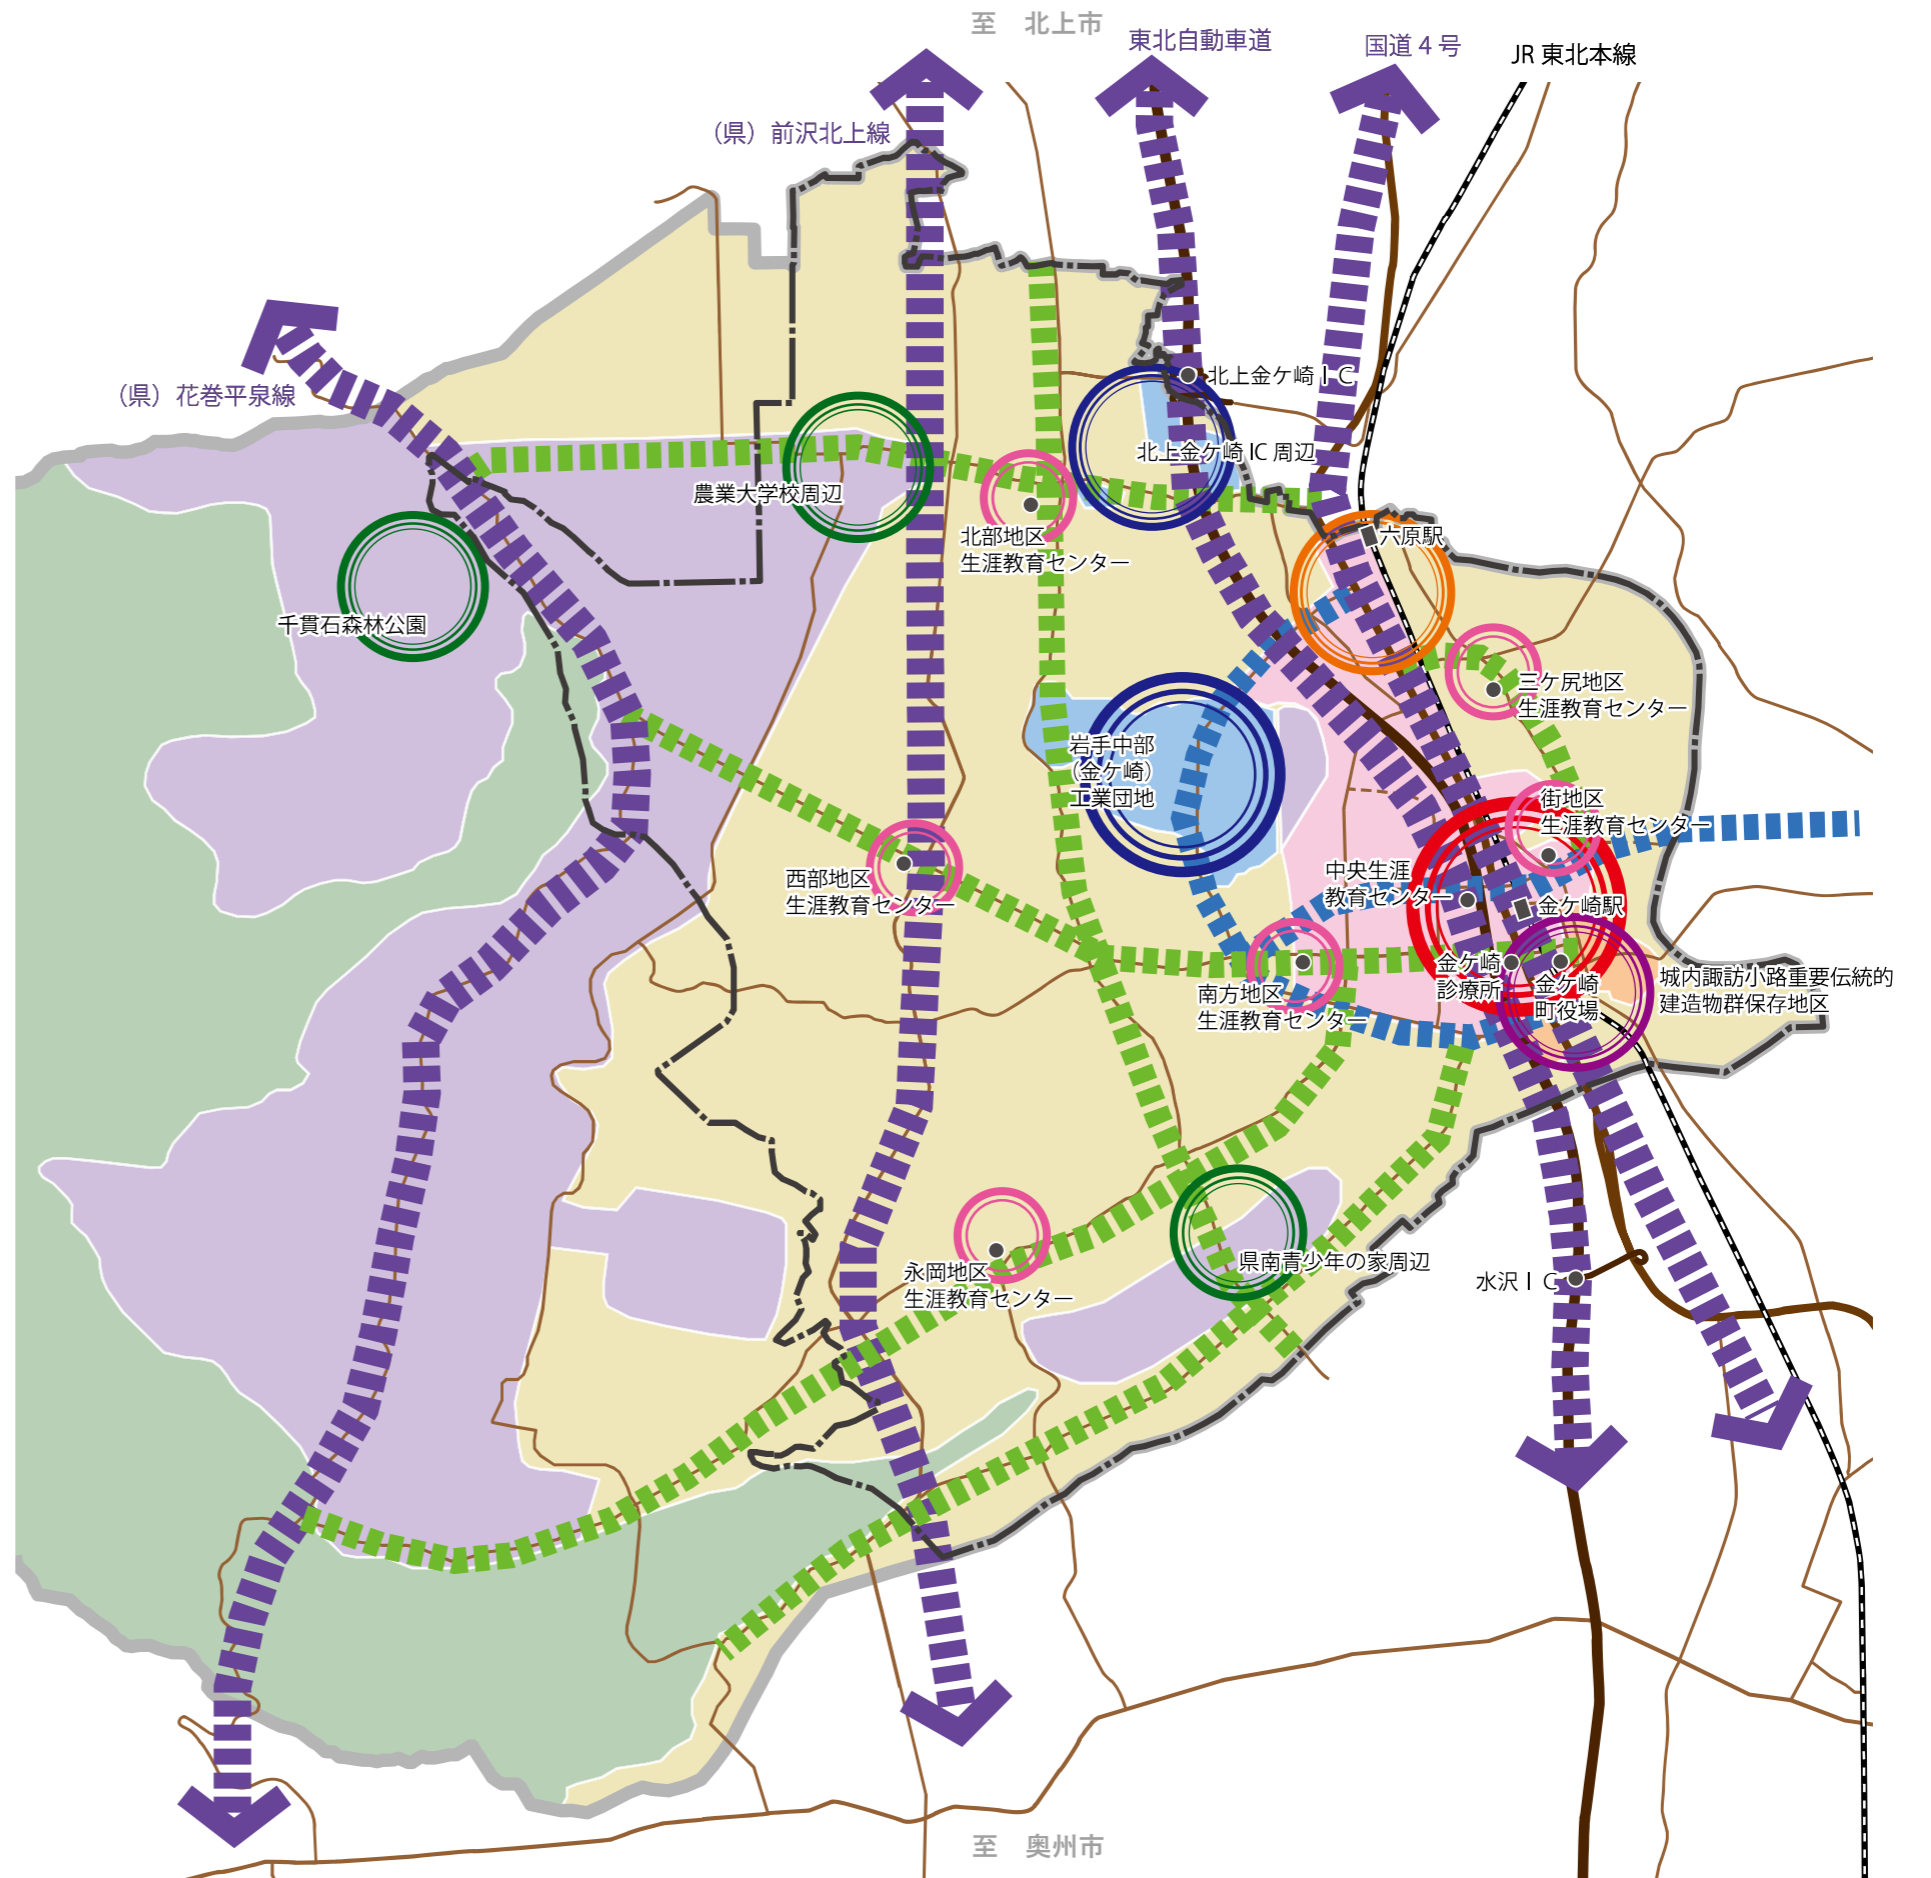 至　北上市
東北自動車道
国道 4 号
JR 東北本線
（県）前沢北上線
北上金ケ崎ＩＣ
（県）花巻平泉線
北上金ケ崎 IC 周辺
農業大学校周辺
北部地区
生涯教育センター
六原駅
千貫石森林公園
三ケ尻地区
生涯教育センター
岩手中部
（金ケ崎）
工業団地
街地区
生涯教育センター
西部地区
生涯教育センター
中央生涯
教育センター
金ケ崎駅
金ケ崎
診療所
金ケ崎
町役場
城内諏訪小路重要伝統的
建造物群保存地区
南方地区
生涯教育センター
永岡地区
生涯教育センター
県南青少年の家周辺
水沢ＩＣ
至　奥州市